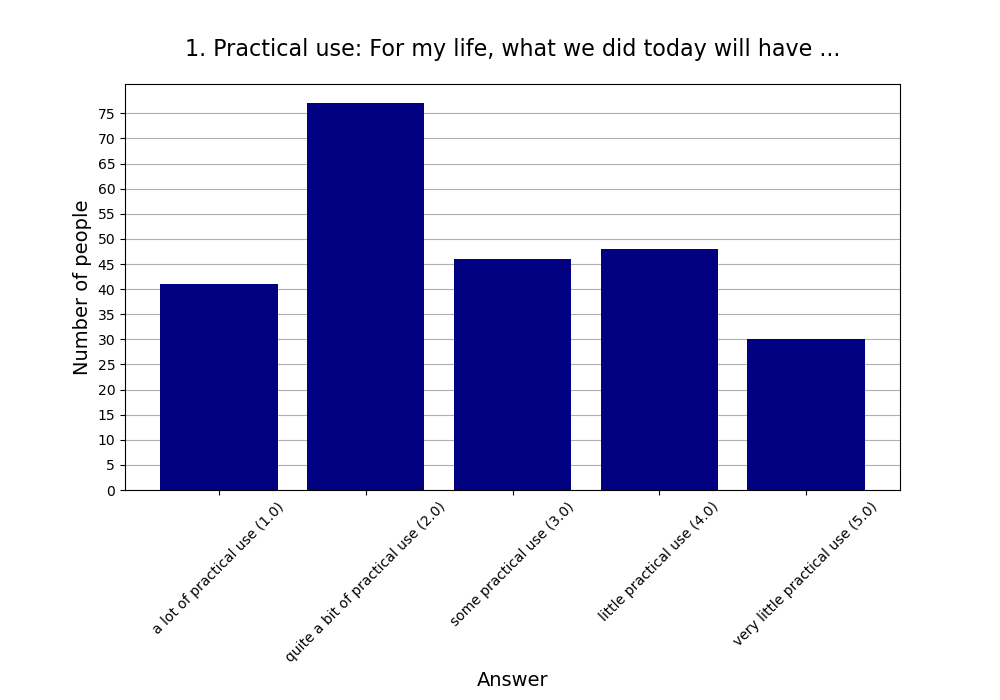 1. Practical use: For my life, what we did today will have ...
Number of people
75
70
65
60
55
50
45
40
35
30
25
20
15
10
5
0
a lot of practical use (1.0)
quite a bit of practical use (2.0)
some practical use (3.0)
little practical use (4.0)
very little practical use (5.0)
Answer